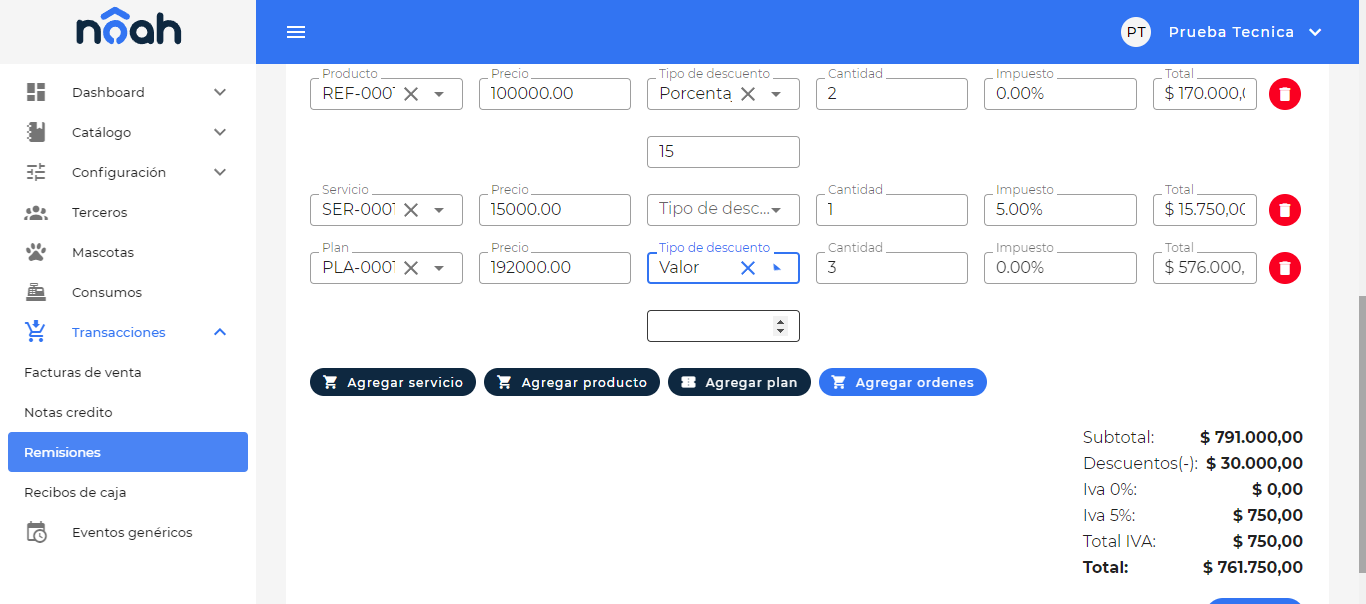 nôah
PT Prueba Tecnica
Dashboard
Catálogo
Configuración
Terceros
Mascotas
Consumos
Transacciones
Facturas de venta
Notas credito
Remisiones
Recibos de caja
Eventos genéricos
Producto Precio Tipo de descuento Cantidad Impuesto Total
REF-0001 100000.00 Porcenta 2 0.00% $ 170.000,0
15
Servicio Precio Cantidad Impuesto Total
SER-0001 15000.00 Tipo de desc... 1 5.00% $ 15.750,00
Plan Precio Tipo de descuento Cantidad Impuesto Total
PLA-0001 192000.00 Valor 3 0.00% $ 576.000,
Agregar servicio Agregar producto Agregar plan Agregar ordenes
Subtotal: $ 791.000,00
Descuentos(-): $ 30.000,00
Iva 0%: $ 0,00
Iva 5%: $ 750,00
Total IVA: $ 750,00
Total: $ 761.750,00